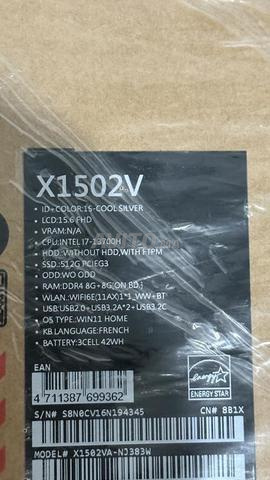 X1502V
• ID+COLOR:1S-COOL SILVER
• LCD:15.6 FHD
• VRAM:N/A
• CPU:INTEL I7-13700H
• HDD:WITHOUT HDD,WITH FTPM
• SSD:512G PCIEG3
• ODD:WO ODD
• RAM:DDR4 8G+8G[ON BD.]
• WLAN:WIFI6E(11AX)1*1_WW+BT
• USB:USB2.0+USB3.2A*2+USB3.2C
• OS TYPE:WIN11 HOME
• KB LANGUAGE:FRENCH
• BATTERY:3CELL 42WH
EAN
4 711387 699362
energy
ENERGY STAR
S/N# S8N0CV16N194345
CN# 8B1X
MODEL# X1502VA-NJ383W